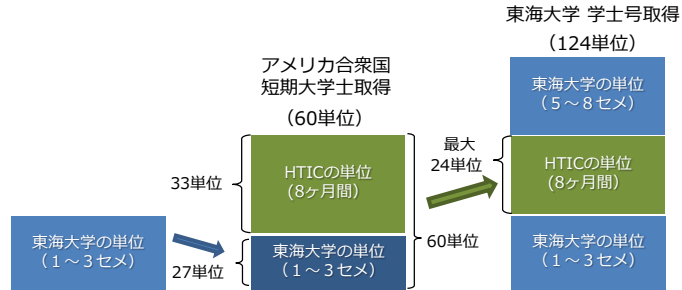 東海大学 学士号取得
（124単位）
アメリカ合衆国
短期大学士取得
（60単位）
東海大学の単位
（５～８セメ）
最大
24単位
HTICの単位
(8ヶ月間）
33単位
HTICの単位
(8ヶ月間）
60単位
東海大学の単位
（１～３セメ）
27単位
東海大学の単位
（１～３セメ）
東海大学の単位
（１～３セメ）